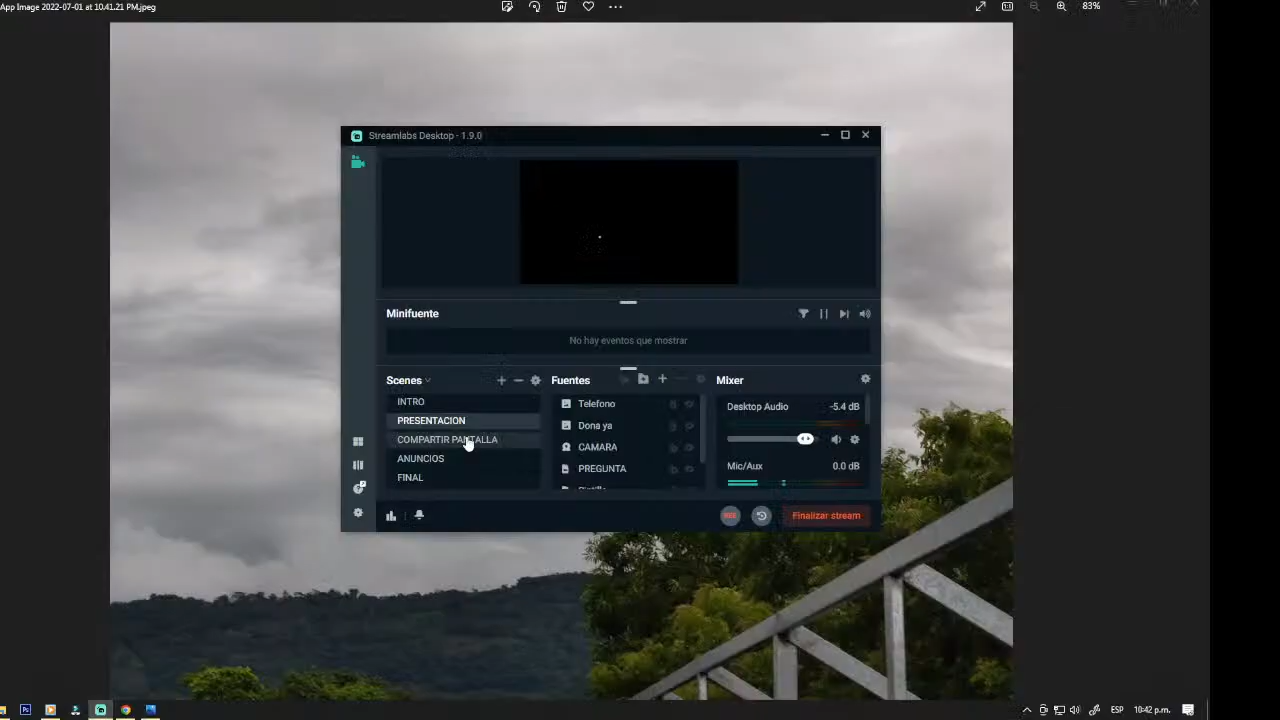 App Image 2022-07-01 at 10.41.21 PM.jpeg
83%
Streamlabs Desktop - 1.9.0
Minifuente
No hay eventos que mostrar
Scenes
INTRO
PRESENTACION
COMPARTIR PANTALLA
ANUNCIOS
FINAL
Fuentes
Telefono
Dona ya
CAMARA
PREGUNTA
Mixer
Desktop Audio -5.4 dB
Mic/Aux 0.0 dB
REC
Finalizar stream
Ps
ESP 10:42 p.m.